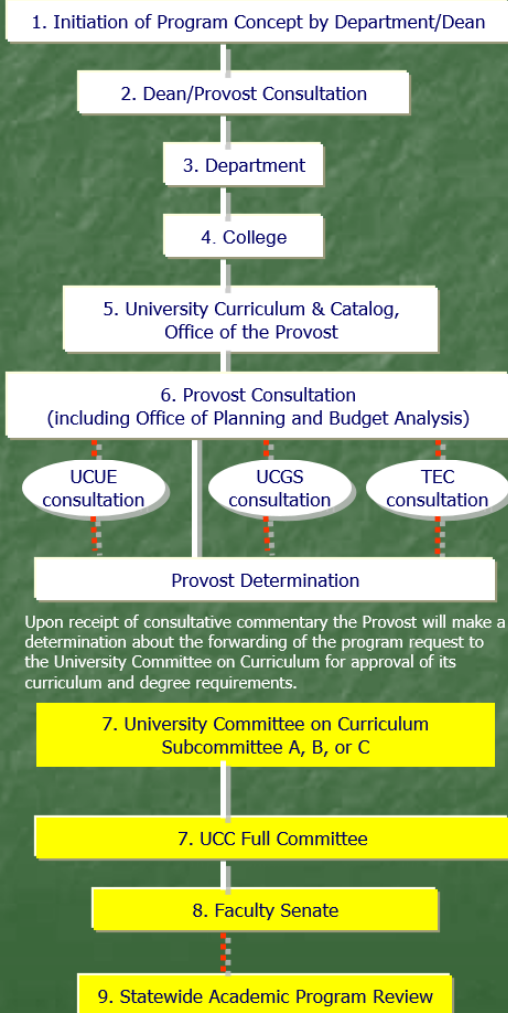 1. Initiation of Program Concept by Department/Dean
2. Dean/Provost Consultation
3. Department
4. College
5. University Curriculum & Catalog,
Office of the Provost
6. Provost Consultation
(including Office of Planning and Budget Analysis)
UCUE
consultation
UCGS
consultation
TEC
consultation
Provost Determination
Upon receipt of consultative commentary the Provost will make a
determination about the forwarding of the program request to
the University Committee on Curriculum for approval of its
curriculum and degree requirements.
7. University Committee on Curriculum
Subcommittee A, B, or C
7. UCC Full Committee
8. Faculty Senate
9. Statewide Academic Program Review